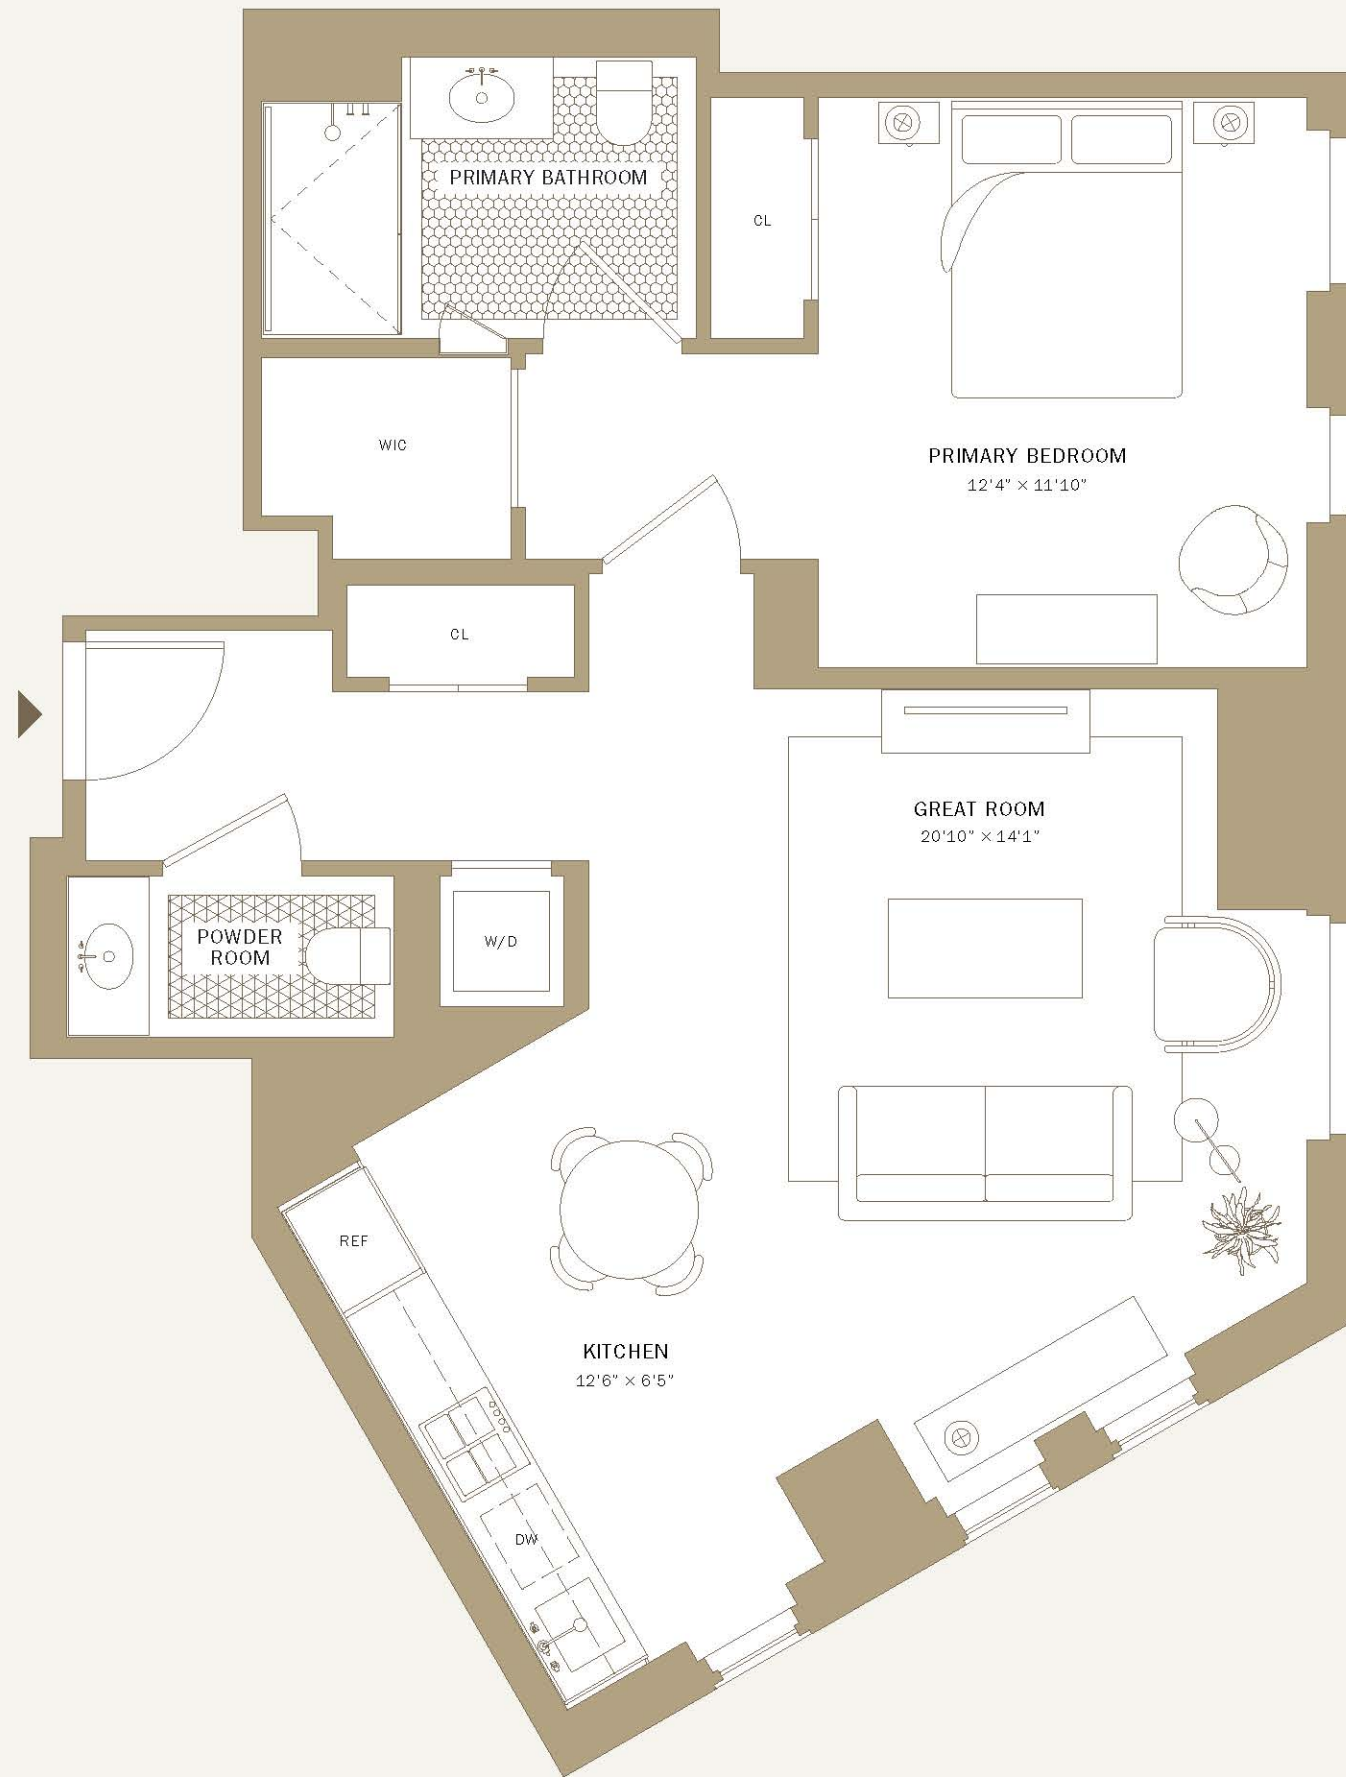 PRIMARY BATHROOM
CL
WIC
PRIMARY BEDROOM
12'4" × 11'10"
CL
GREAT ROOM
20'10" × 14'1"
POWDER
ROOM
W/D
REF
KITCHEN
12'6" × 6'5"
DW